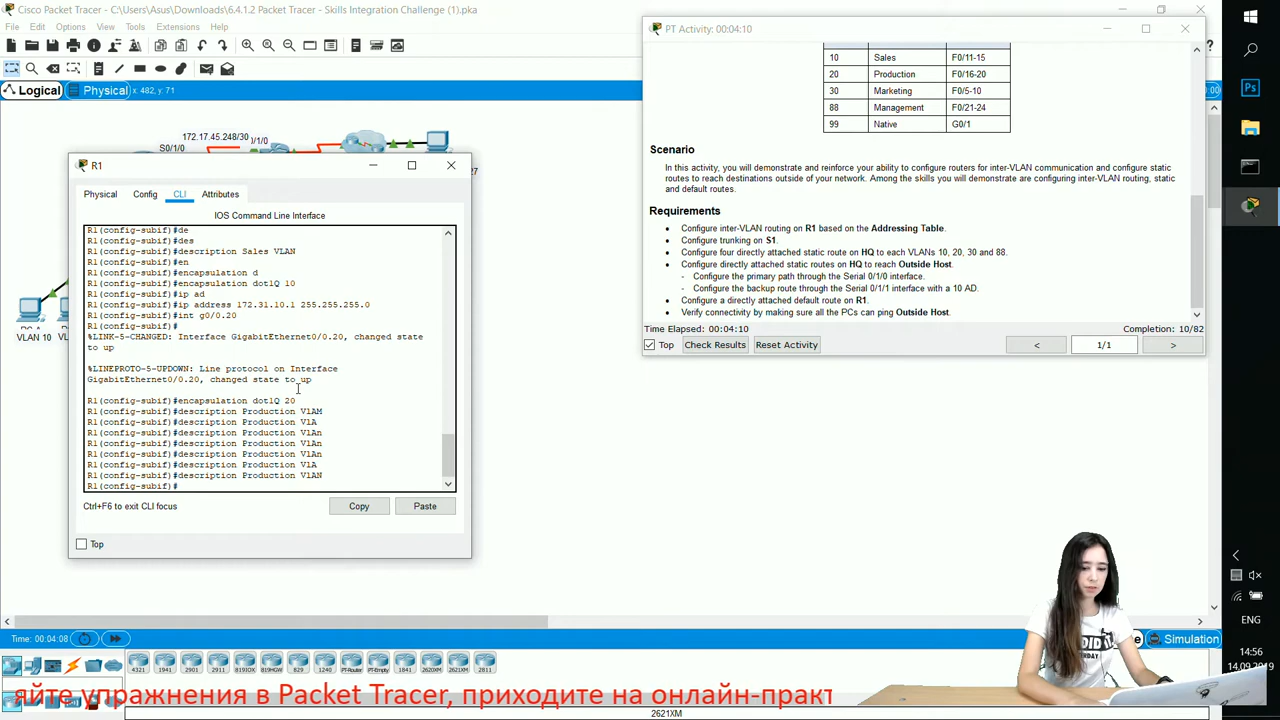 Cisco Packet Tracer - C:\Users\Asus\Downloads\6.4.1.2 Packet Tracer - Skills Integration Challenge (1).pka
File Edit Options View Tools Extensions Help
Logical Physical x: 482, y: 71
172.17.45.248/30
S0/1/0
/1/0
VLAN 10
R1
Physical Config CLI Attributes
IOS Command Line Interface
R1(config-subif)#de
R1(config-subif)#des
R1(config-subif)#description Sales VLAN
R1(config-subif)#en
R1(config-subif)#encapsulation d
R1(config-subif)#encapsulation dot1Q 10
R1(config-subif)#ip ad
R1(config-subif)#ip address 172.31.10.1 255.255.255.0
R1(config-subif)#int g0/0.20
R1(config-subif)#
%LINK-5-CHANGED: Interface GigabitEthernet0/0.20, changed state
to up
%LINEPROTO-5-UPDOWN: Line protocol on Interface
GigabitEthernet0/0.20, changed state to up
R1(config-subif)#encapsulation dot1Q 20
R1(config-subif)#description Production VlAM
R1(config-subif)#description Production VlA
R1(config-subif)#description Production VlAn
R1(config-subif)#description Production VlAn
R1(config-subif)#description Production VlAn
R1(config-subif)#description Production VlA
R1(config-subif)#description Production VlAN
R1(config-subif)#
Ctrl+F6 to exit CLI focus
Copy Paste
Top
PT Activity: 00:04:10
10 Sales F0/11-15
20 Production F0/16-20
30 Marketing F0/5-10
88 Management F0/21-24
99 Native G0/1
Scenario
In this activity, you will demonstrate and reinforce your ability to configure routers for inter-VLAN communication and configure static
routes to reach destinations outside of your network. Among the skills you will demonstrate are configuring inter-VLAN routing, static
and default routes.
Requirements
• Configure inter-VLAN routing on R1 based on the Addressing Table.
• Configure trunking on S1.
• Configure four directly attached static route on HQ to each VLANs 10, 20, 30 and 88.
• Configure directly attached static routes on HQ to reach Outside Host.
- Configure the primary path through the Serial 0/1/0 interface.
- Configure the backup route through the Serial 0/1/1 interface with a 10 AD.
• Configure a directly attached default route on R1.
• Verify connectivity by making sure all the PCs can ping Outside Host.
Time Elapsed: 00:04:10 Completion: 10/82
Top Check Results Reset Activity < 1/1 >
Time: 00:04:08
Simulation
4321 1941 2901 2911 819IOX 819HGW 829 1240 PT-Router PT-Empty 1841 2620XM 2621XM 2811
2621XM
яйте упражнения в Packet Tracer, приходите на онлайн-практ
ENG
14:56
14.09.2019